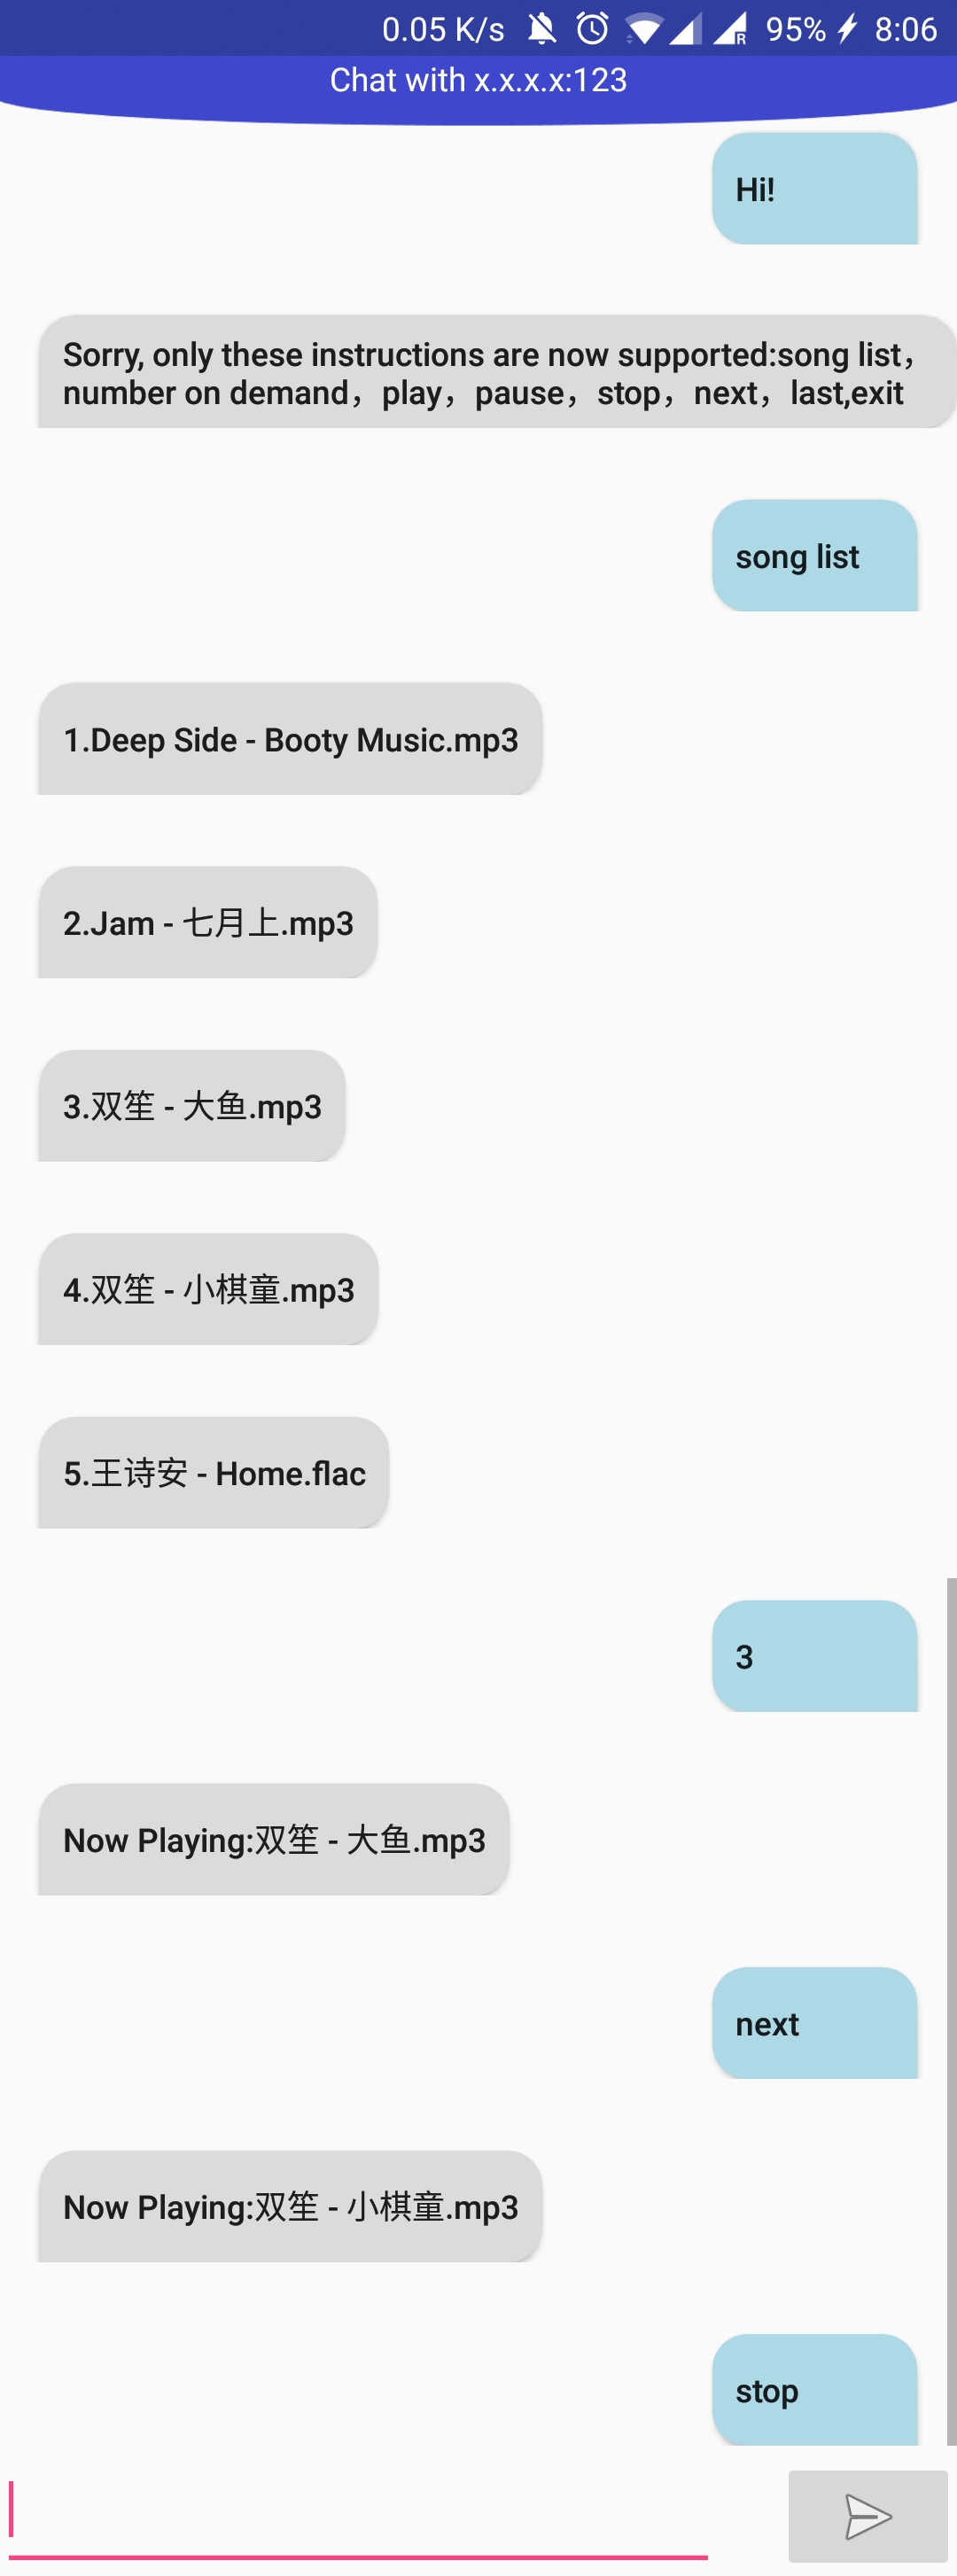 0.05 K/s 95% 8:06
Chat with x.x.x.x:123
Hi!
Sorry, only these instructions are now supported:song list，
number on demand，play，pause，stop，next，last,exit
song list
1.Deep Side - Booty Music.mp3
2.Jam - 七月上.mp3
3.双笙 - 大鱼.mp3
4.双笙 - 小棋童.mp3
5.王诗安 - Home.flac
3
Now Playing:双笙 - 大鱼.mp3
next
Now Playing:双笙 - 小棋童.mp3
stop